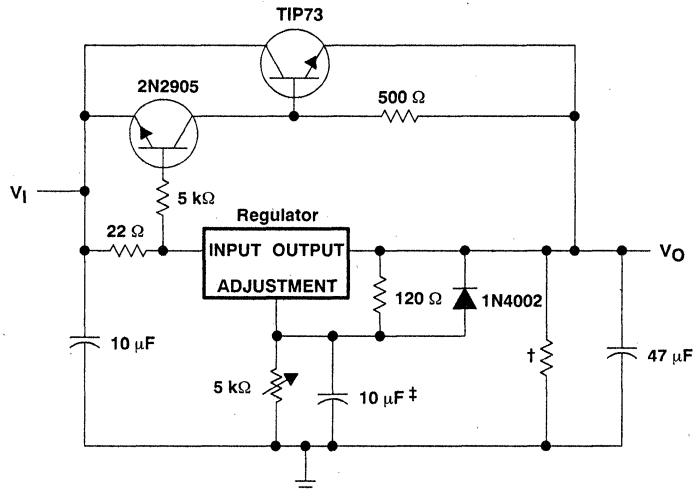 TIP73
2N2905
500 Ω
VI
5 kΩ
22 Ω
Regulator
INPUT OUTPUT
ADJUSTMENT
VO
120 Ω
1N4002
10 μF
5 kΩ
10 μF ‡
†
47 μF